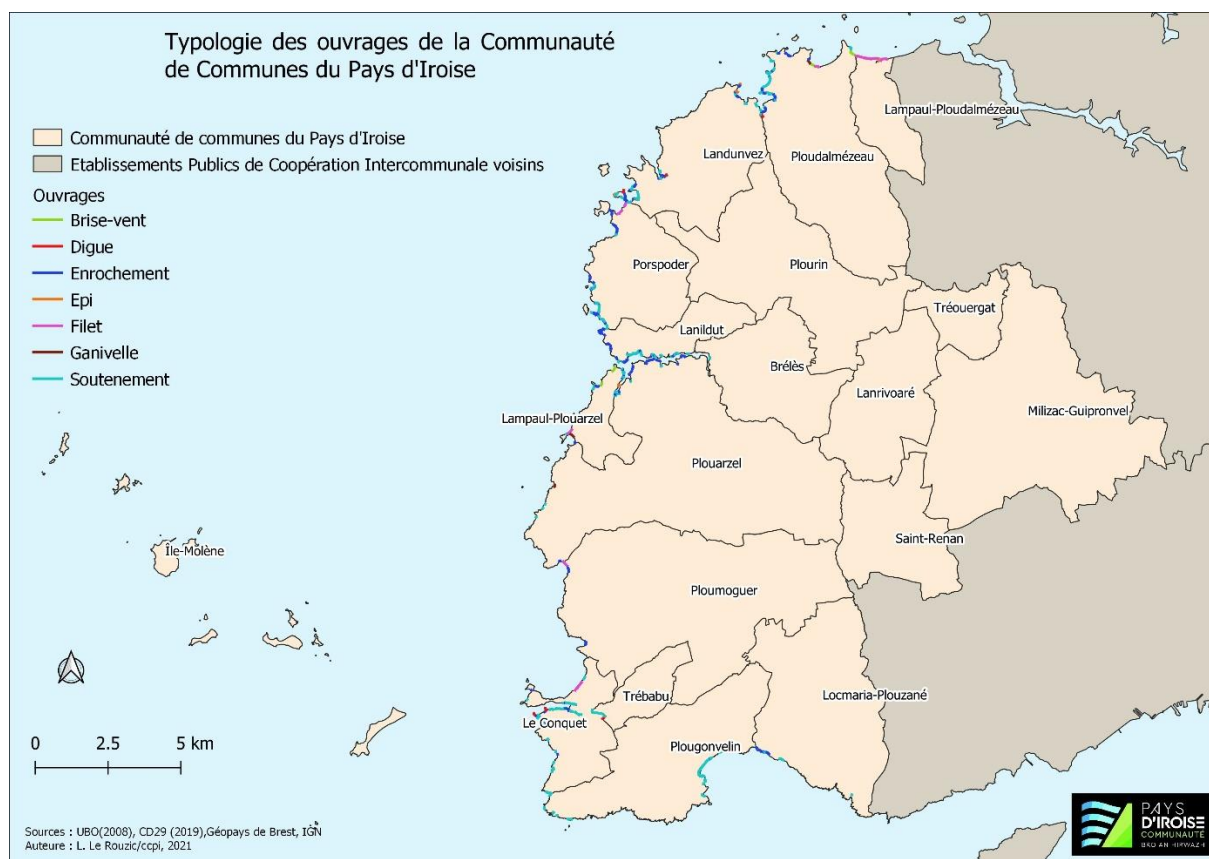 Typologie des ouvrages de la Communauté
de Communes du Pays d'Iroise
Communauté de communes du Pays d'Iroise
Etablissements Publics de Coopération Intercommunale voisins
Ouvrages
Brise-vent
Digue
Enrochement
Epi
Filet
Ganivelle
Soutenement
Lampaul-Ploudalmézeau
Landunvez
Ploudalmézeau
Porspoder
Plourin
Tréouergat
Lanildut
Brélès
Lanrivoaré
Milizac-Guipronvel
Lampaul-Plouarzel
Plouarzel
Saint-Renan
Île-Molène
Ploumoguer
Trébabu
Locmaria-Plouzané
Le Conquet
Plougonvelin
0 2.5 5 km
Sources : UBO(2008), CD29 (2019),Géopays de Brest, IGN
Auteure : L. Le Rouzic/ccpi, 2021
PAYS
D'IROISE
COMMUNAUTÉ
BRO AN HIRWAZH